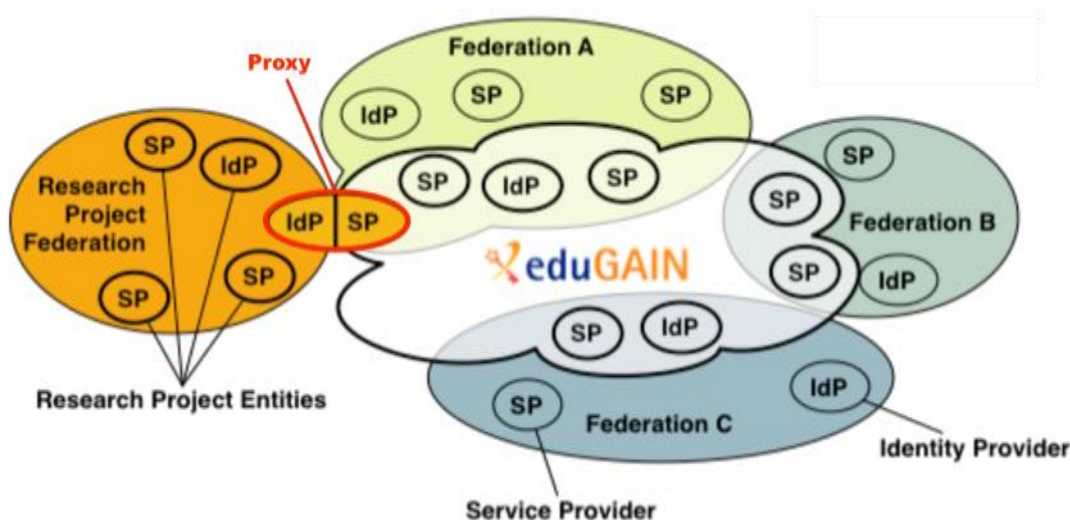 Federation A
Proxy
SP
SP
IdP
SP
IdP
Research
Project
Federation
SP
IdP
SP
SP
SP
IdP
SP
IdP
SP
SP
SP
Federation B
eduGAIN
SP
IdP
SP
IdP
Research Project Entities
SP
Federation C
IdP
Identity Provider
Service Provider